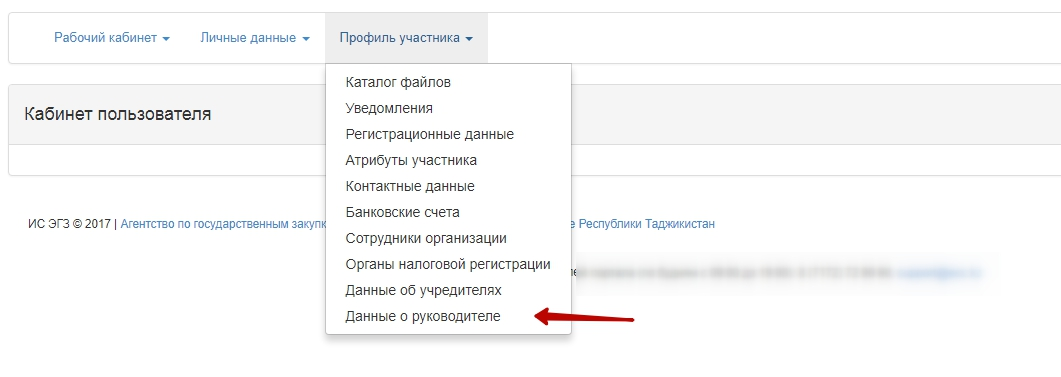 Рабочий кабинет Личные данные Профиль участника
Каталог файлов
Уведомления
Кабинет пользователя
Регистрационные данные
Атрибуты участника
Контактные данные
Банковские счета
ИС ЭГЗ © 2017 | Агентство по государственным закупк е Республики Таджикистан
Сотрудники организации
Органы налоговой регистрации
Данные об учредителях
Данные о руководителе